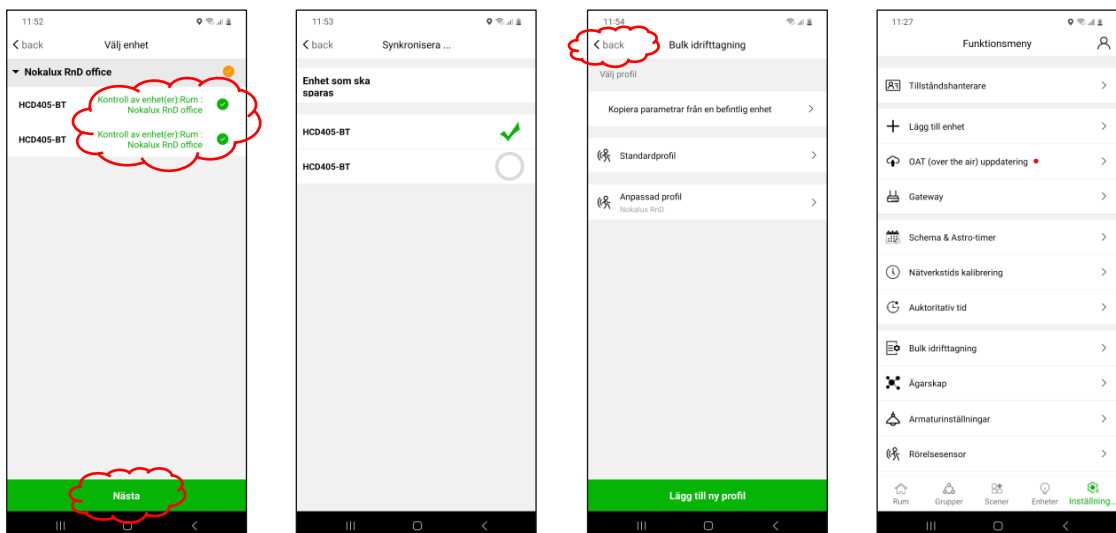 11:52
back
Välj enhet
Nokalux RnD office
HCD405-BT
Kontroll av enhet(er):Rum :
Nokalux RnD office
HCD405-BT
Kontroll av enhet(er):Rum :
Nokalux RnD office
Nästa
11:53
back
Synkronisera ...
Enhet som ska
sparas
HCD405-BT
HCD405-BT
11:54
back
Bulk idrifttagning
Välj profil
Kopiera parametrar från en befintlig enhet
Standardprofil
Anpassad profil
Nokalux RnD
Lägg till ny profil
11:27
Funktionsmeny
Tillståndshanterare
Lägg till enhet
OAT (over the air) uppdatering
Gateway
Schema & Astro-timer
Nätverkstids kalibrering
Auktoritativ tid
Bulk idrifttagning
Ägarskap
Armaturinställningar
Rörelsesensor
Rum
Grupper
Scener
Enheter
Inställning...